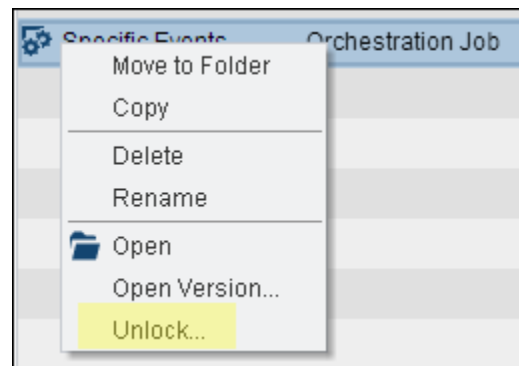 Specific Events Orchestration Job
Move to Folder
Copy
Delete
Rename
Open
Open Version...
Unlock...